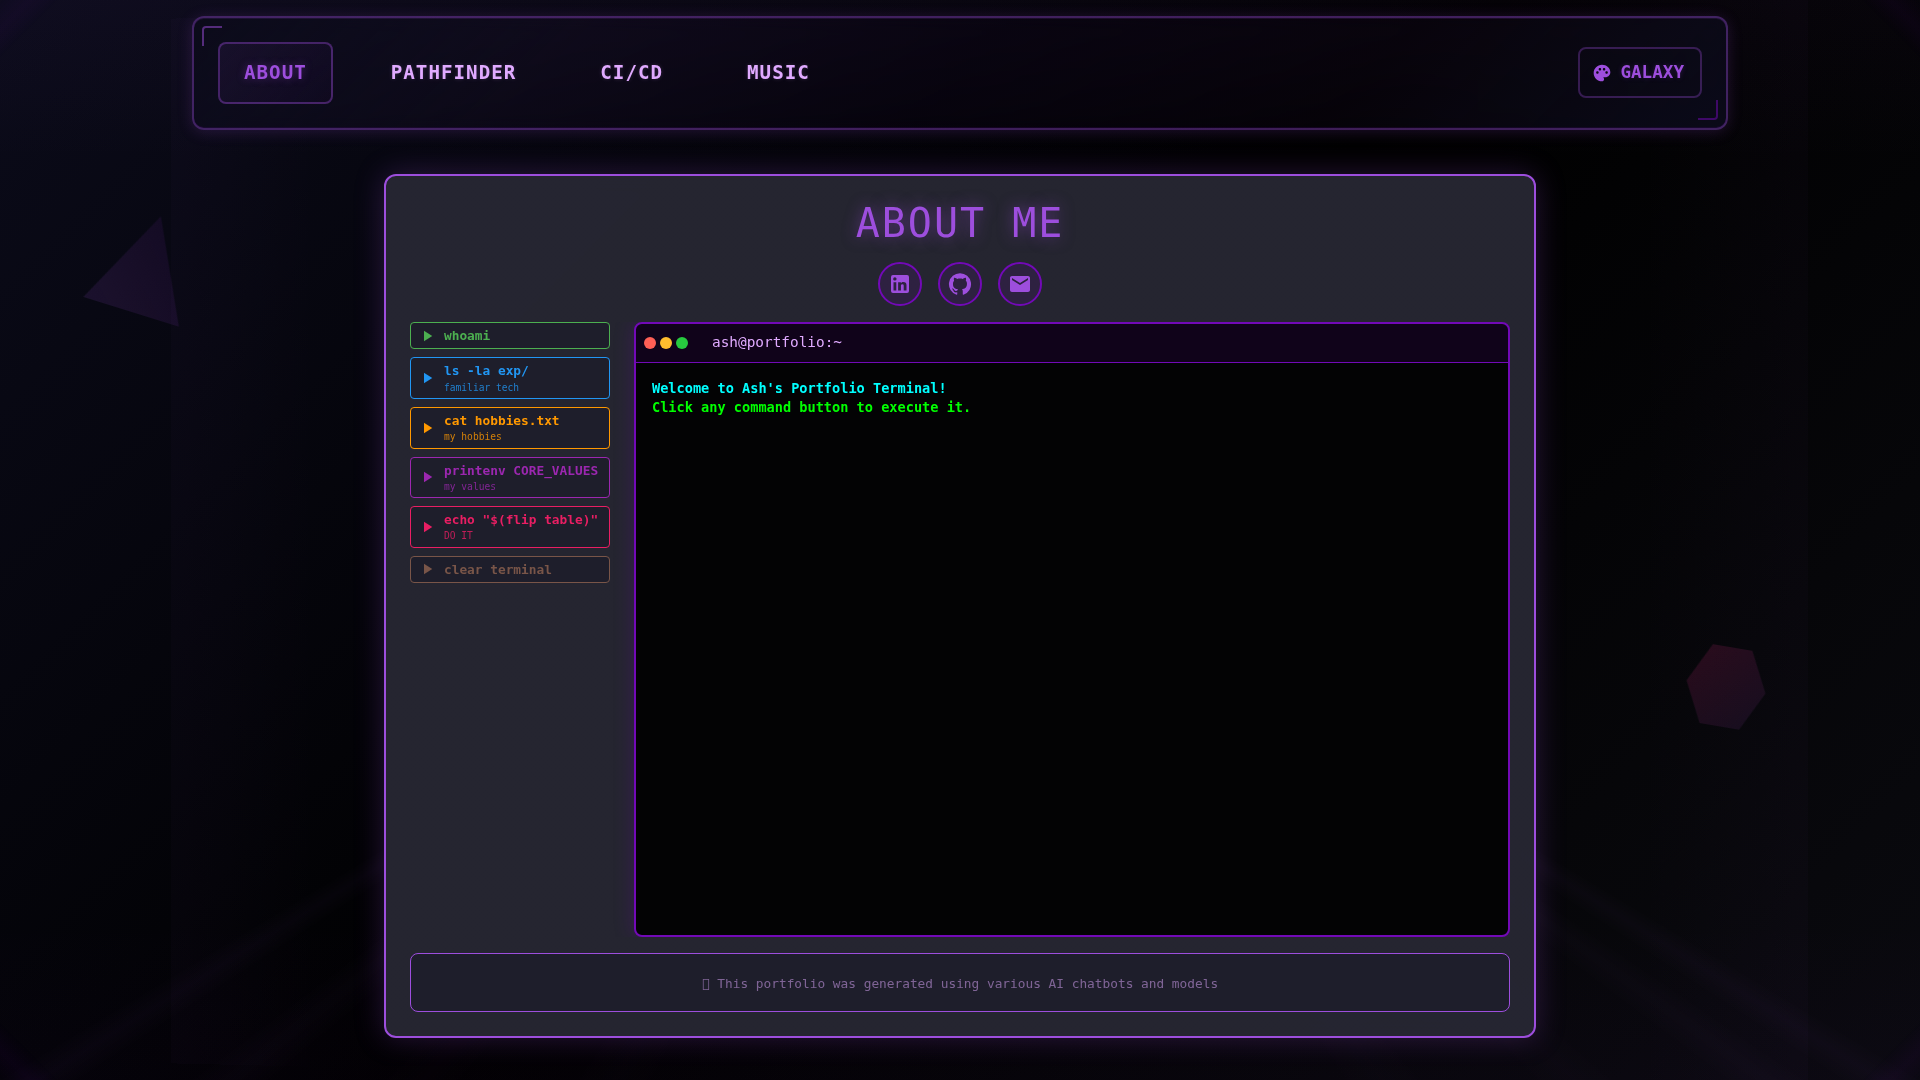 ABOUT
PATHFINDER
CI/CD
MUSIC
GALAXY
ABOUT ME
whoami
ls -la exp/
familiar tech
cat hobbies.txt
my hobbies
printenv CORE_VALUES
my values
echo "$(flip table)"
DO IT
clear terminal
ash@portfolio:~
Welcome to Ash's Portfolio Terminal!
Click any command button to execute it.
This portfolio was generated using various AI chatbots and models